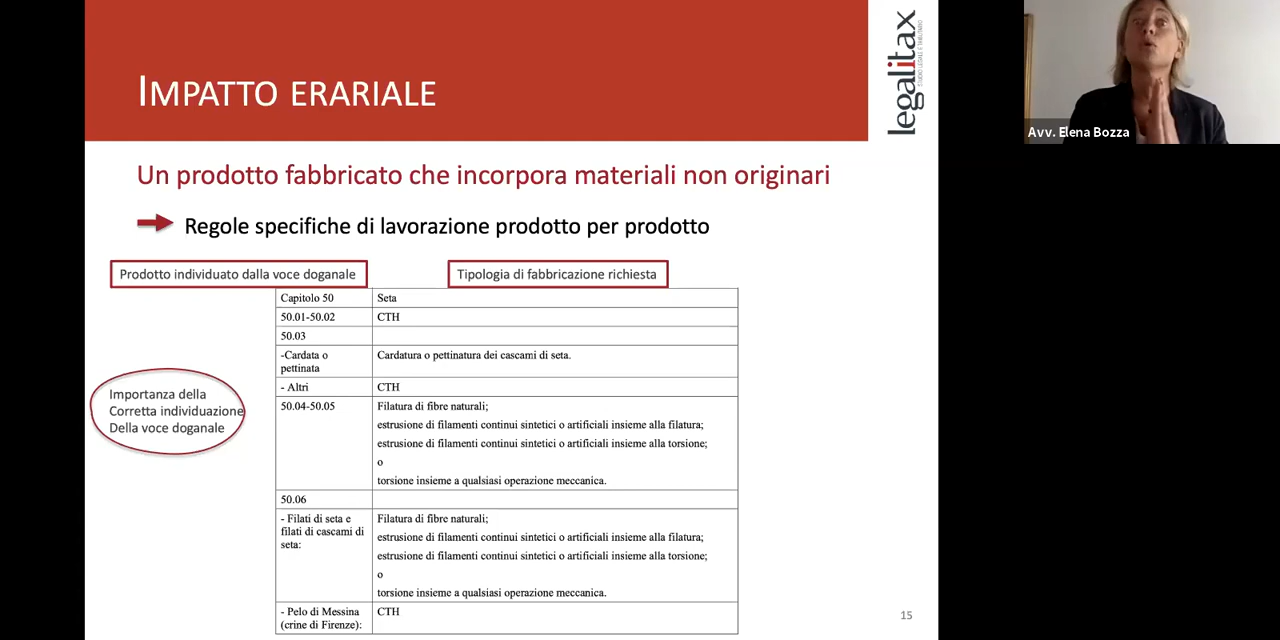 IMPATTO ERARIALE
legalitax
STUDIO LEGALE E TRIBUTARIO
Avv. Elena Bozza
Un prodotto fabbricato che incorpora materiali non originari
Regole specifiche di lavorazione prodotto per prodotto
Prodotto individuato dalla voce doganale
Tipologia di fabbricazione richiesta
Importanza della
Corretta individuazione
Della voce doganale
Capitolo 50 Seta
50.01-50.02 CTH
50.03
-Cardata o Cardatura o pettinatura dei cascami di seta.
pettinata
- Altri CTH
50.04-50.05 Filatura di fibre naturali;
estrusione di filamenti continui sintetici o artificiali insieme alla filatura;
estrusione di filamenti continui sintetici o artificiali insieme alla torsione;
o
torsione insieme a qualsiasi operazione meccanica.
50.06
- Filati di seta e Filatura di fibre naturali;
filati di cascami di estrusione di filamenti continui sintetici o artificiali insieme alla filatura;
seta: estrusione di filamenti continui sintetici o artificiali insieme alla torsione;
o
torsione insieme a qualsiasi operazione meccanica.
- Pelo di Messina CTH
(crine di Firenze):
15